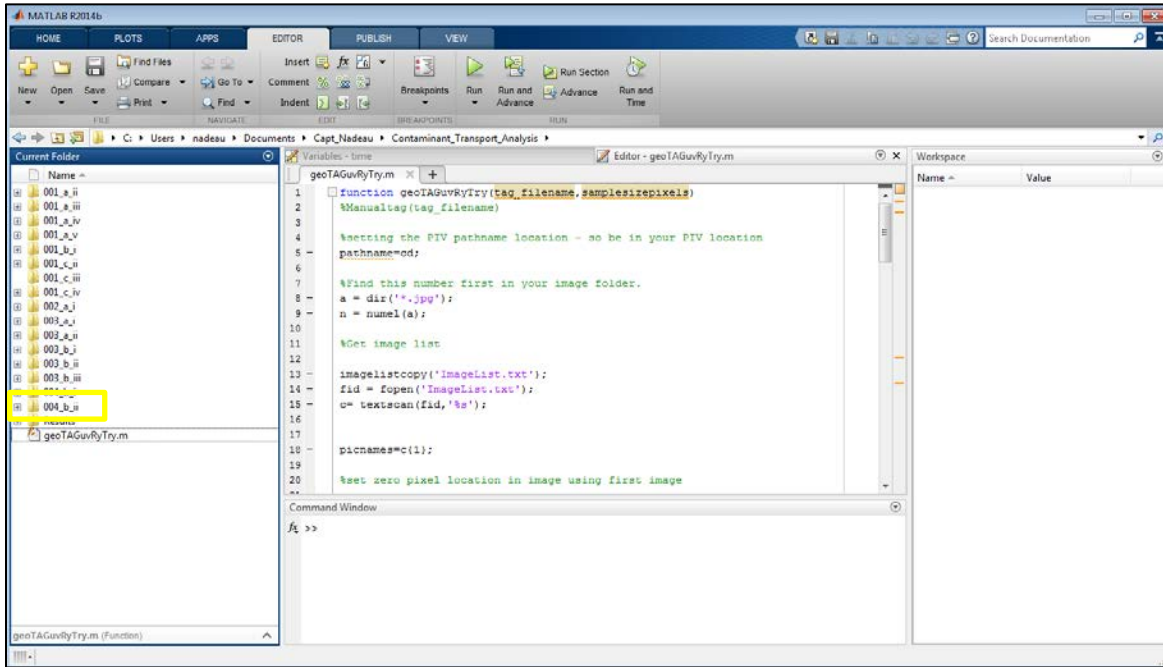 MATLAB R2014b
HOME PLOTS APPS EDITOR PUBLISH VIEW Search Documentation
Find Files Insert fx Run Section
Compare Go To Comment Advance
New Open Save Print Find Indent Breakpoints Run Run and Advance Run and Time
FILE NAVIGATE EDIT BREAKPOINTS RUN
C: Users nadeau Documents Capt_Nadeau Contaminant_Transport_Analysis
Current Folder
Name
001_a_ii
001_a_iii
001_a_iv
001_a_v
001_b_i
001_c_ii
001_c_iii
001_c_iv
002_a_i
003_a_i
003_a_ii
003_b_i
003_b_ii
003_b_iii
004_b_ii
Results
geoTAGuvRyTry.m
geoTAGuvRyTry.m (Function)
Variables - time
Editor - geoTAGuvRyTry.m
geoTAGuvRyTry.m
1 function geoTAGuvRyTry(tag_filename,samplesizepixels)
2 %Manualtag(tag_filename)
3
4 %setting the PIV pathname location - so be in your PIV location
5 pathname=cd;
6
7 %Find this number first in your image folder.
8 a = dir('*.jpg');
9 n = numel(a);
10
11 %Get image list
12
13 imagelistcopy('ImageList.txt');
14 fid = fopen('ImageList.txt');
15 c= textscan(fid,'%s');
16
17
18 picnames=c{1};
19
20 %set zero pixel location in image using first image
Command Window
fx >>
Workspace
Name Value